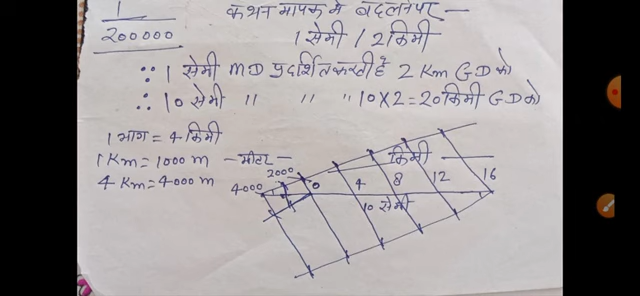 1
200000
कथन मापक मे बदलनेपर —
1 सेमी / 2 किमी
∵ 1 सेमी MD प्रदर्शित करती है 2 Km GD को
∴ 10 सेमी " " " 10×2=20 किमी GD को
1 भाग = 4 किमी
1 Km = 1000 m
4 Km = 4000 m
— मीटर —
— किमी —
4000 2000 0 4 8 12 16
10 सेमी